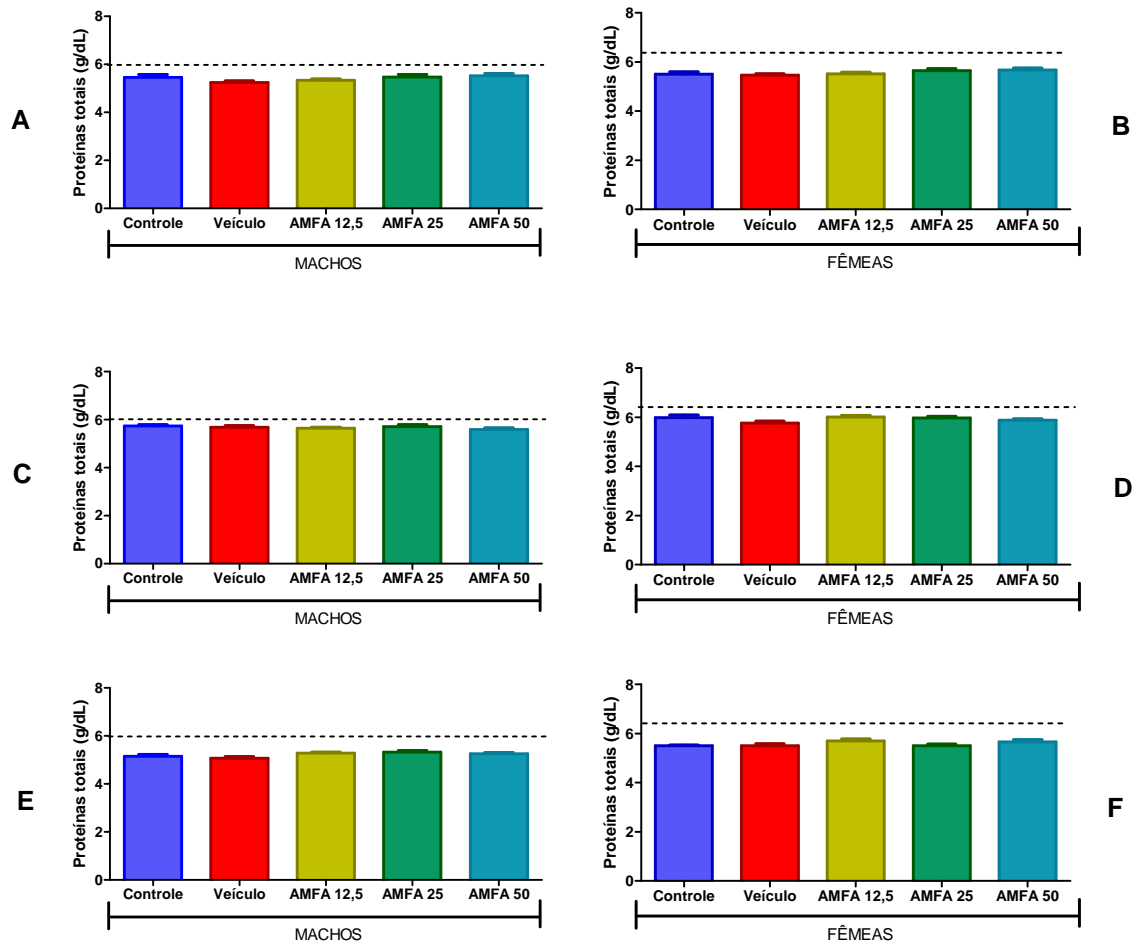 A
Proteínas totais (g/dL)
8
6
4
2
0
Controle Veículo AMFA 12,5 AMFA 25 AMFA 50
MACHOS
B
Proteínas totais (g/dL)
8
6
4
2
0
Controle Veículo AMFA 12,5 AMFA 25 AMFA 50
FÊMEAS
C
Proteínas totais (g/dL)
8
6
4
2
0
Controle Veículo AMFA 12,5 AMFA 25 AMFA 50
MACHOS
D
Proteínas totais (g/dL)
8
6
4
2
0
Controle Veículo AMFA 12,5 AMFA 25 AMFA 50
FÊMEAS
E
Proteínas totais (g/dL)
8
6
4
2
0
Controle Veículo AMFA 12,5 AMFA 25 AMFA 50
MACHOS
F
Proteínas totais (g/dL)
8
6
4
2
0
Controle Veículo AMFA 12,5 AMFA 25 AMFA 50
FÊMEAS